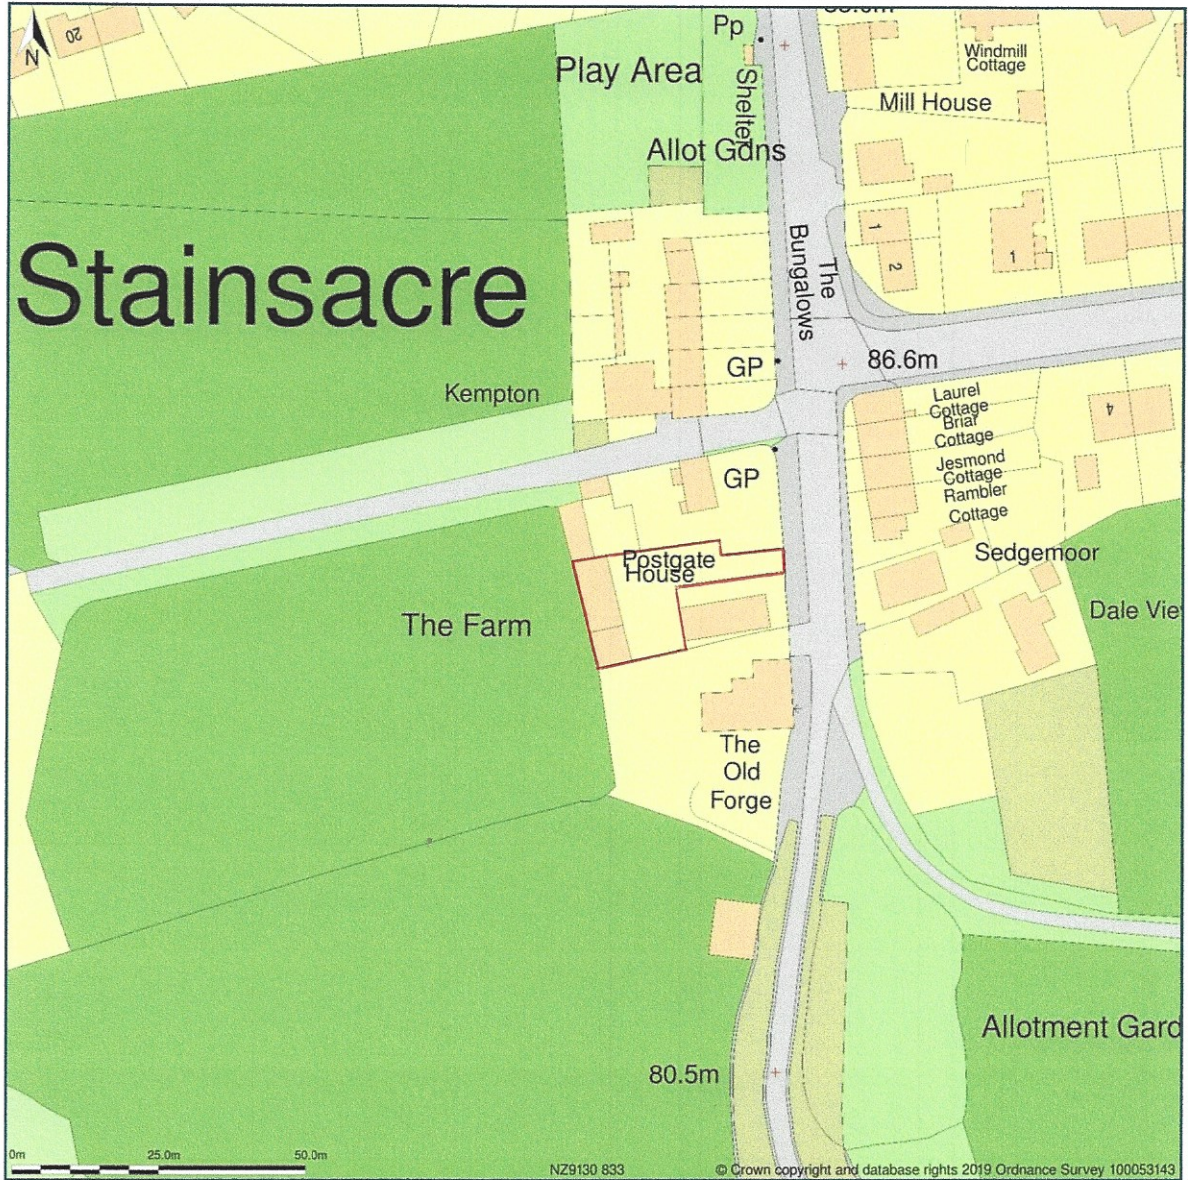 N
20
Pp
Play Area
Shelter
Allot Gdns
Windmill
Cottage
Mill House
1
2
1
The
Bungalows
Stainsacre
GP
86.6m
Kempton
Laurel
Cottage
Briar
Cottage
Jesmond
Cottage
Rambler
Cottage
4
GP
Sedgemoor
Postgate
House
The Farm
Dale Vie
The
Old
Forge
Allotment Gard
80.5m
0m 25.0m 50.0m
NZ9130 833
© Crown copyright and database rights 2019 Ordnance Survey 100053143